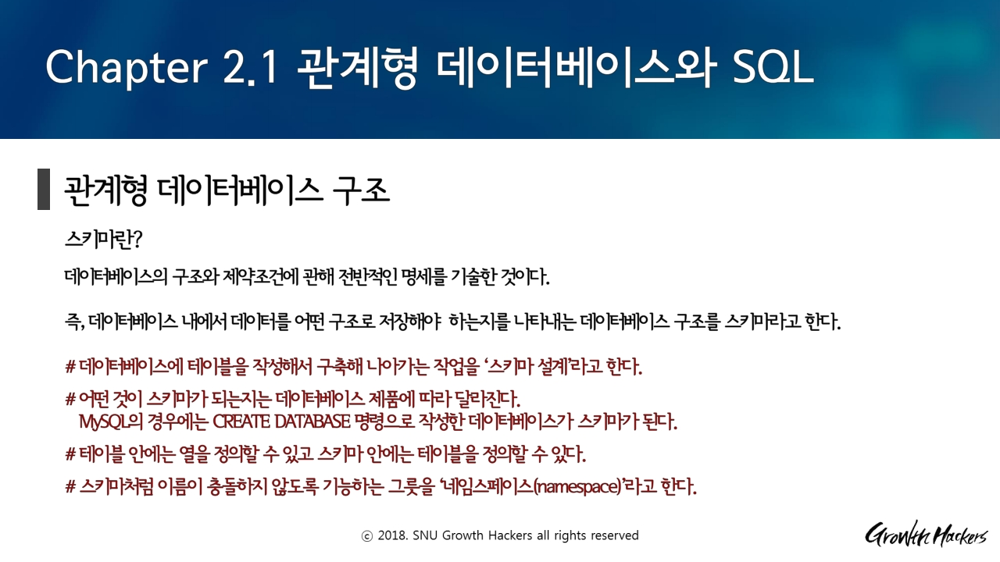 Chapter 2.1 관계형 데이터베이스와 SQL
관계형 데이터베이스 구조
스키마란?
데이터베이스의 구조와 제약조건에 관해 전반적인 명세를 기술한 것이다.
즉, 데이터베이스 내에서 데이터를 어떤 구조로 저장해야 하는지를 나타내는 데이터베이스 구조를 스키마라고 한다.
# 데이터베이스에 테이블을 작성해서 구축해 나아가는 작업을 ‘스키마 설계’라고 한다.
# 어떤 것이 스키마가 되는지는 데이터베이스 제품에 따라 달라진다.
MySQL의 경우에는 CREATE DATABASE 명령으로 작성한 데이터베이스가 스키마가 된다.
# 테이블 안에는 열을 정의할 수 있고 스키마 안에는 테이블을 정의할 수 있다.
# 스키마처럼 이름이 충돌하지 않도록 기능하는 그릇을 ‘네임스페이스(namespace)’라고 한다.
ⓒ 2018. SNU Growth Hackers all rights reserved
Growth Hackers